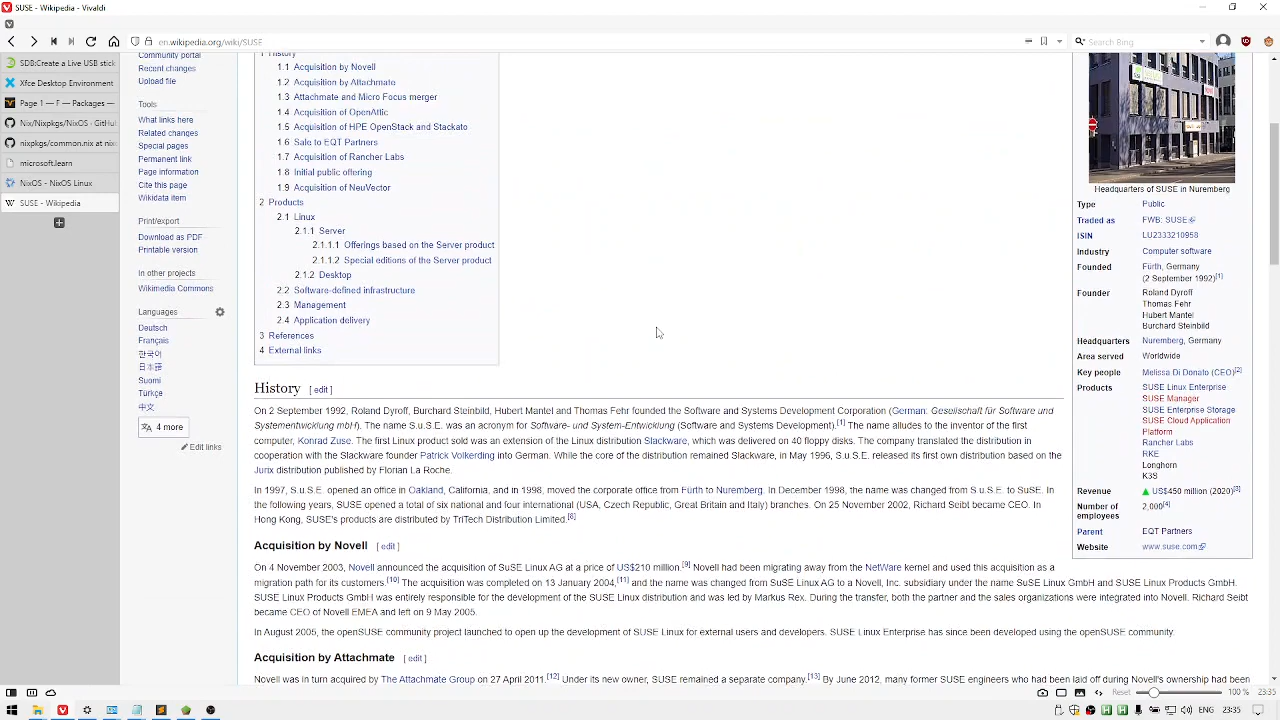 SUSE - Wikipedia - Vivaldi
en.wikipedia.org/wiki/SUSE
Search Bing
SDB:Create a Live USB stick
Xfce Desktop Environment
Page 1 — F — Packages —
Nix/Nixpkgs/NixOS · GitHu
nixpkgs/common.nix at nix
microsoft.learn
NixOS - NixOS Linux
SUSE - Wikipedia
Community portal
Recent changes
Upload file
Tools
What links here
Related changes
Special pages
Permanent link
Page information
Cite this page
Wikidata item
Print/export
Download as PDF
Printable version
In other projects
Wikimedia Commons
Languages
Deutsch
Français
한국어
日本語
Suomi
Türkçe
中文
4 more
Edit links
1 History
1.1 Acquisition by Novell
1.2 Acquisition by Attachmate
1.3 Attachmate and Micro Focus merger
1.4 Acquisition of OpenAttic
1.5 Acquisition of HPE OpenStack and Stackato
1.6 Sale to EQT Partners
1.7 Acquisition of Rancher Labs
1.8 Initial public offering
1.9 Acquisition of NeuVector
2 Products
2.1 Linux
2.1.1 Server
2.1.1.1 Offerings based on the Server product
2.1.1.2 Special editions of the Server product
2.1.2 Desktop
2.2 Software-defined infrastructure
2.3 Management
2.4 Application delivery
3 References
4 External links
History [ edit ]
On 2 September 1992, Roland Dyroff, Burchard Steinbild, Hubert Mantel and Thomas Fehr founded the Software and Systems Development Corporation (German: Gesellschaft für Software und
Systementwicklung mbH). The name S.u.S.E. was an acronym for Software- und System-Entwicklung (Software and Systems Development).[1] The name alludes to the inventor of the first
computer, Konrad Zuse. The first Linux product sold was an extension of the Linux distribution Slackware, which was delivered on 40 floppy disks. The company translated the distribution in
cooperation with the Slackware founder Patrick Volkerding into German. While the core of the distribution remained Slackware, in May 1996, S.u.S.E. released its first own distribution based on the
Jurix distribution published by Florian La Roche.
In 1997, S.u.S.E. opened an office in Oakland, California, and in 1998, moved the corporate office from Fürth to Nuremberg. In December 1998, the name was changed from S.u.S.E. to SuSE. In
the following years, SUSE opened a total of six national and four international (USA, Czech Republic, Great Britain and Italy) branches. On 25 November 2002, Richard Seibt became CEO. In
Hong Kong, SUSE's products are distributed by TriTech Distribution Limited.[8]
Acquisition by Novell [ edit ]
On 4 November 2003, Novell announced the acquisition of SuSE Linux AG at a price of US$210 million.[9] Novell had been migrating away from the NetWare kernel and used this acquisition as a
migration path for its customers.[10] The acquisition was completed on 13 January 2004,[11] and the name was changed from SuSE Linux AG to a Novell, Inc. subsidiary under the name SuSE Linux GmbH and SUSE Linux Products GmbH.
SUSE Linux Products GmbH was entirely responsible for the development of the SUSE Linux distribution and was led by Markus Rex. During the transfer, both the partner and the sales organizations were integrated into Novell. Richard Seibt
became CEO of Novell EMEA and left on 9 May 2005.
In August 2005, the openSUSE community project launched to open up the development of SUSE Linux for external users and developers. SUSE Linux Enterprise has since been developed using the openSUSE community.
Acquisition by Attachmate [ edit ]
Novell was in turn acquired by The Attachmate Group on 27 April 2011.[12] Under its new owner, SUSE remained a separate company.[13] By June 2012, many former SUSE engineers who had been laid off during Novell's ownership had been
Headquarters of SUSE in Nuremberg
Type Public
Traded as FWB: SUSE
ISIN LU2333210958
Industry Computer software
Founded Fürth, Germany
(2 September 1992)[1]
Founder Roland Dyroff
Thomas Fehr
Hubert Mantel
Burchard Steinbild
Headquarters Nuremberg, Germany
Area served Worldwide
Key people Melissa Di Donato (CEO)[2]
Products SUSE Linux Enterprise
SUSE Manager
SUSE Enterprise Storage
SUSE Cloud Application
Platform
Rancher Labs
RKE
Longhorn
K3S
Revenue ▲ US$450 million (2020)[3]
Number of employees 2,000[4]
Parent EQT Partners
Website www.suse.com
Reset 100 %
ENG 23:35
23:35